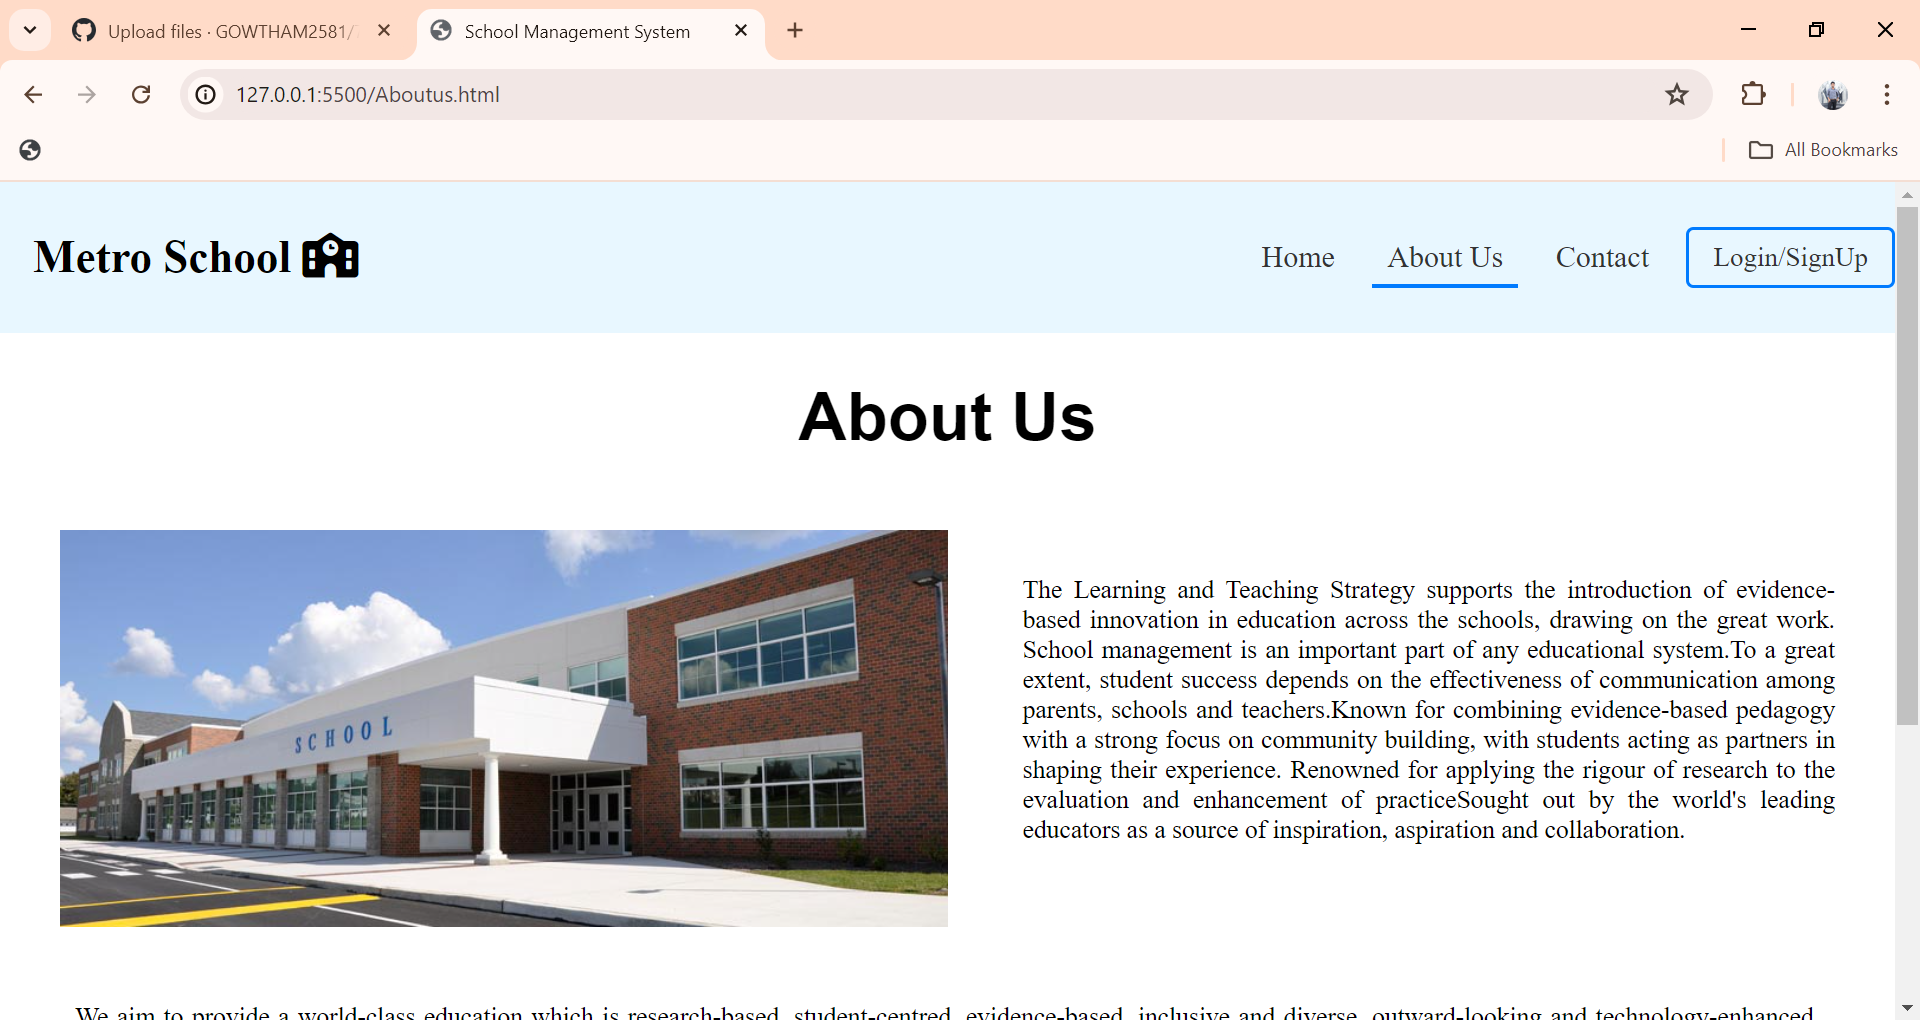 Upload files · GOWTHAM2581/
School Management System
127.0.0.1:5500/Aboutus.html
All Bookmarks
Metro School
Home
About Us
Contact
Login/SignUp
About Us
SCHOOL
The Learning and Teaching Strategy supports the introduction of evidence-
based innovation in education across the schools, drawing on the great work.
School management is an important part of any educational system.To a great
extent, student success depends on the effectiveness of communication among
parents, schools and teachers.Known for combining evidence-based pedagogy
with a strong focus on community building, with students acting as partners in
shaping their experience. Renowned for applying the rigour of research to the
evaluation and enhancement of practiceSought out by the world's leading
educators as a source of inspiration, aspiration and collaboration.
We aim to provide a world-class education which is research-based, student-centred, evidence-based, inclusive and diverse, outward-looking and technology-enhanced.